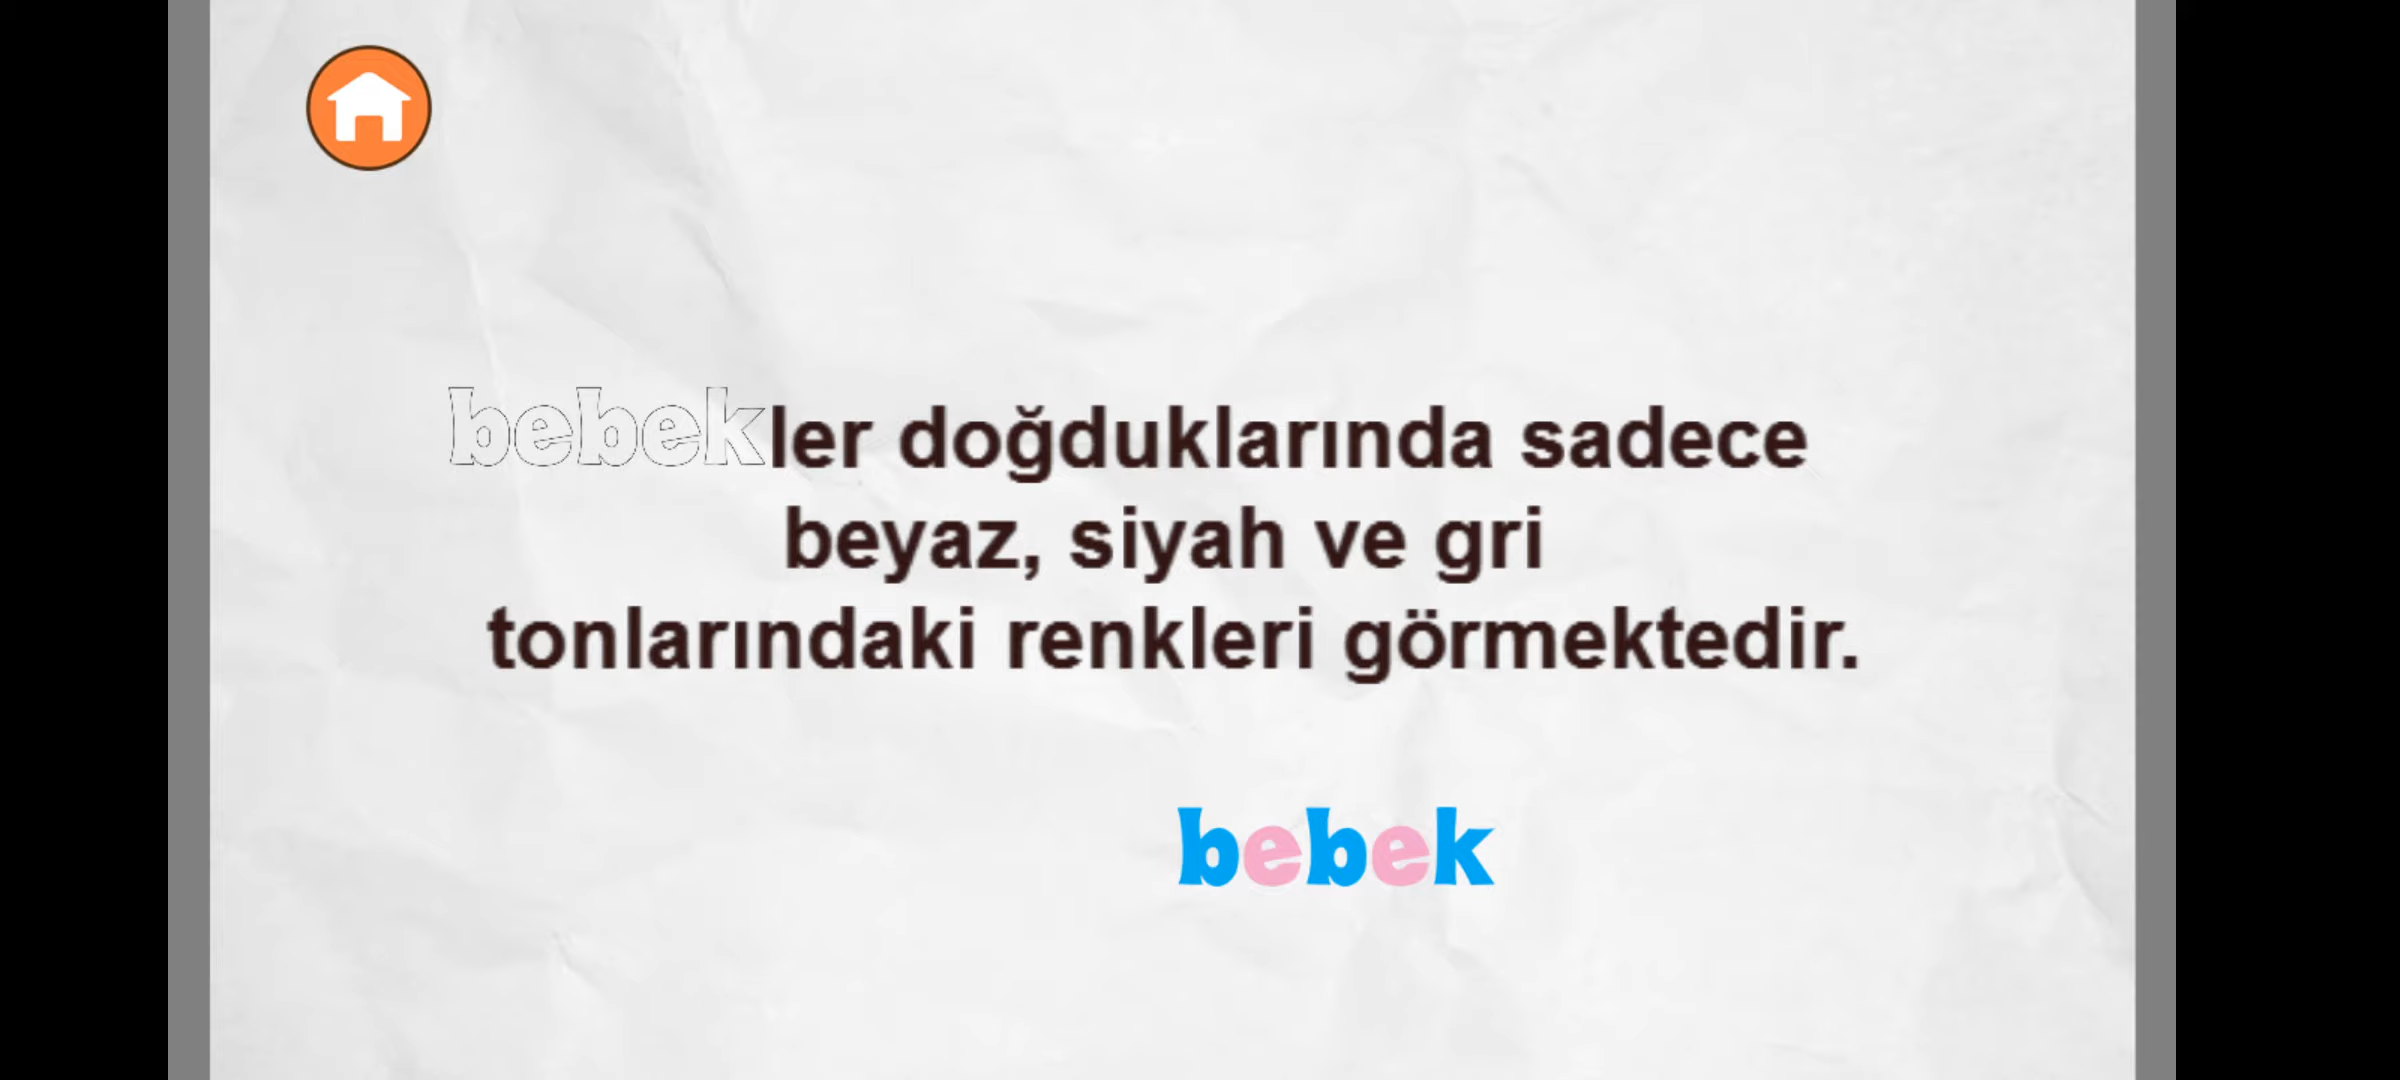 bebekler doğduklarında sadece
beyaz, siyah ve gri
tonlarındaki renkleri görmektedir.
bebek